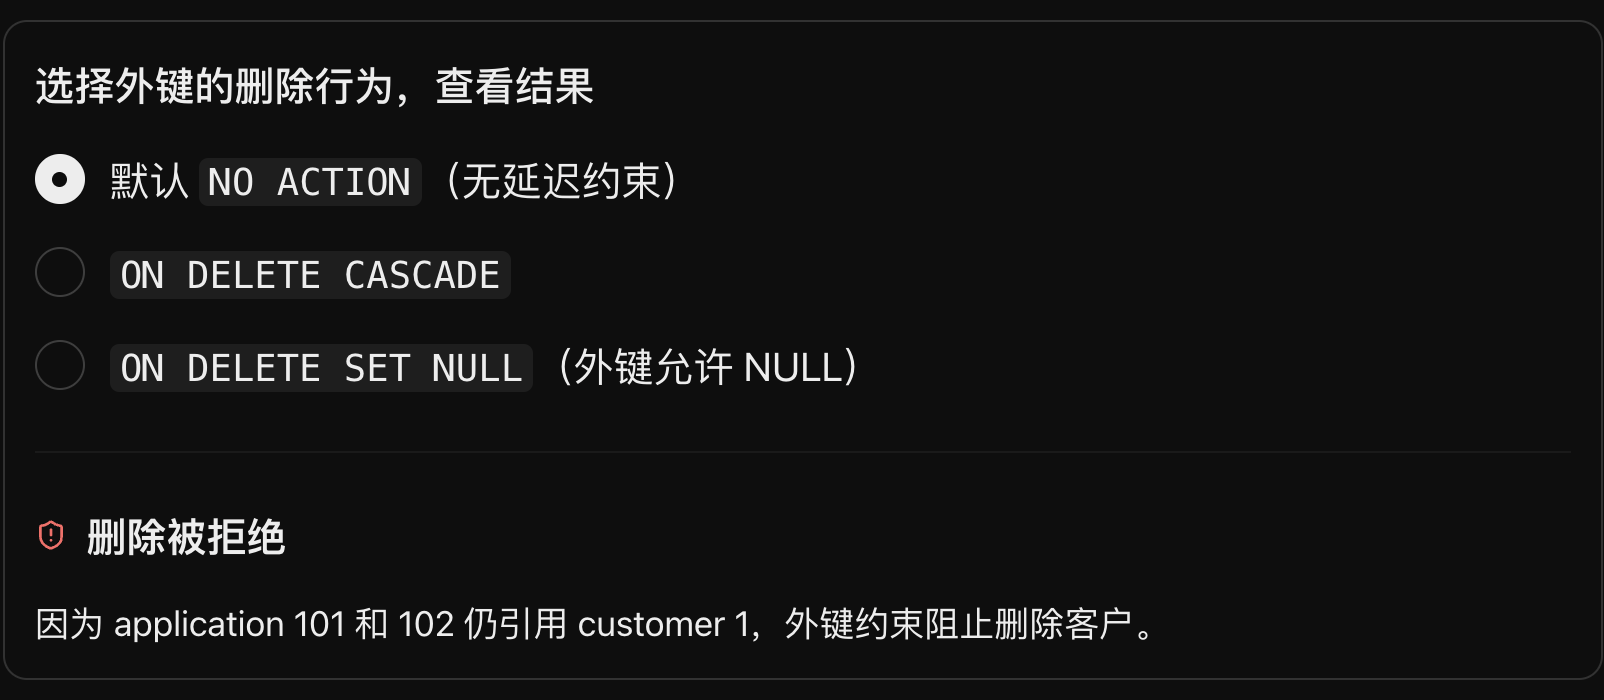 选择外键的删除行为，查看结果
默认 NO ACTION（无延迟约束）
ON DELETE CASCADE
ON DELETE SET NULL（外键允许 NULL）
删除被拒绝
因为 application 101 和 102 仍引用 customer 1，外键约束阻止删除客户。